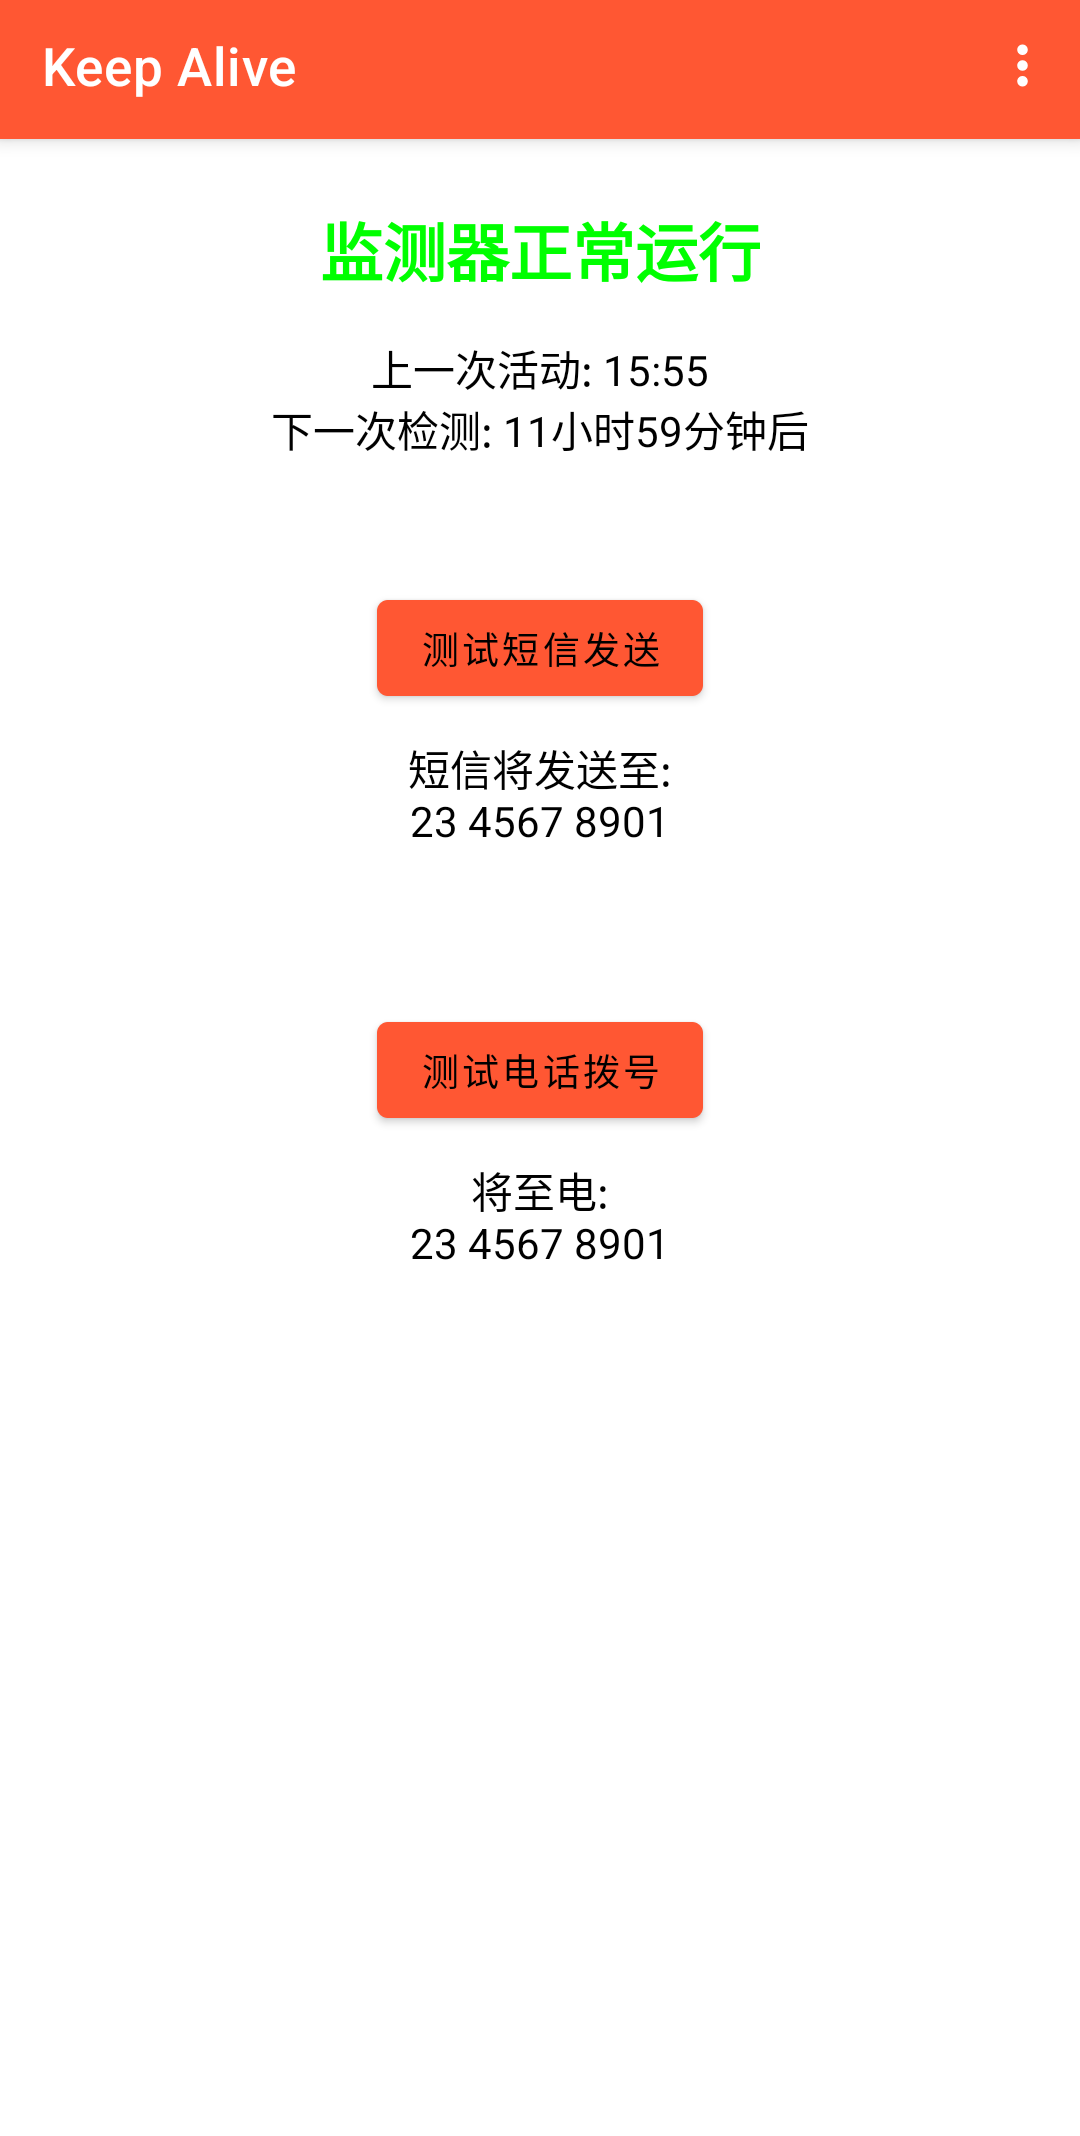 Keep Alive
监测器正常运行
上一次活动: 15:55
下一次检测: 11小时59分钟后
测试短信发送
短信将发送至:
23 4567 8901
测试电话拨号
将至电:
23 4567 8901